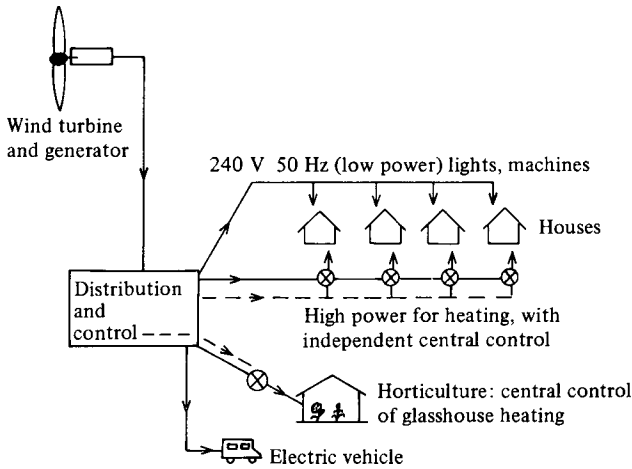 Wind turbine
and generator
240 V 50 Hz (low power) lights, machines
Houses
Distribution
and
control
High power for heating, with
independent central control
Horticulture: central control
of glasshouse heating
Electric vehicle